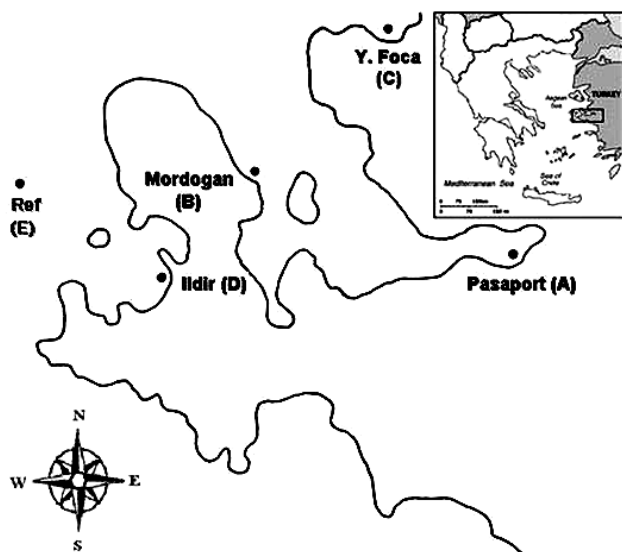 Y. Foca
(C)
TURKEY
Aegean
Sea
Mordogan
(B)
Ref
(E)
Mediterranean Sea
Sea of
Crete
Ildir (D)
Pasaport (A)
N
W
E
S